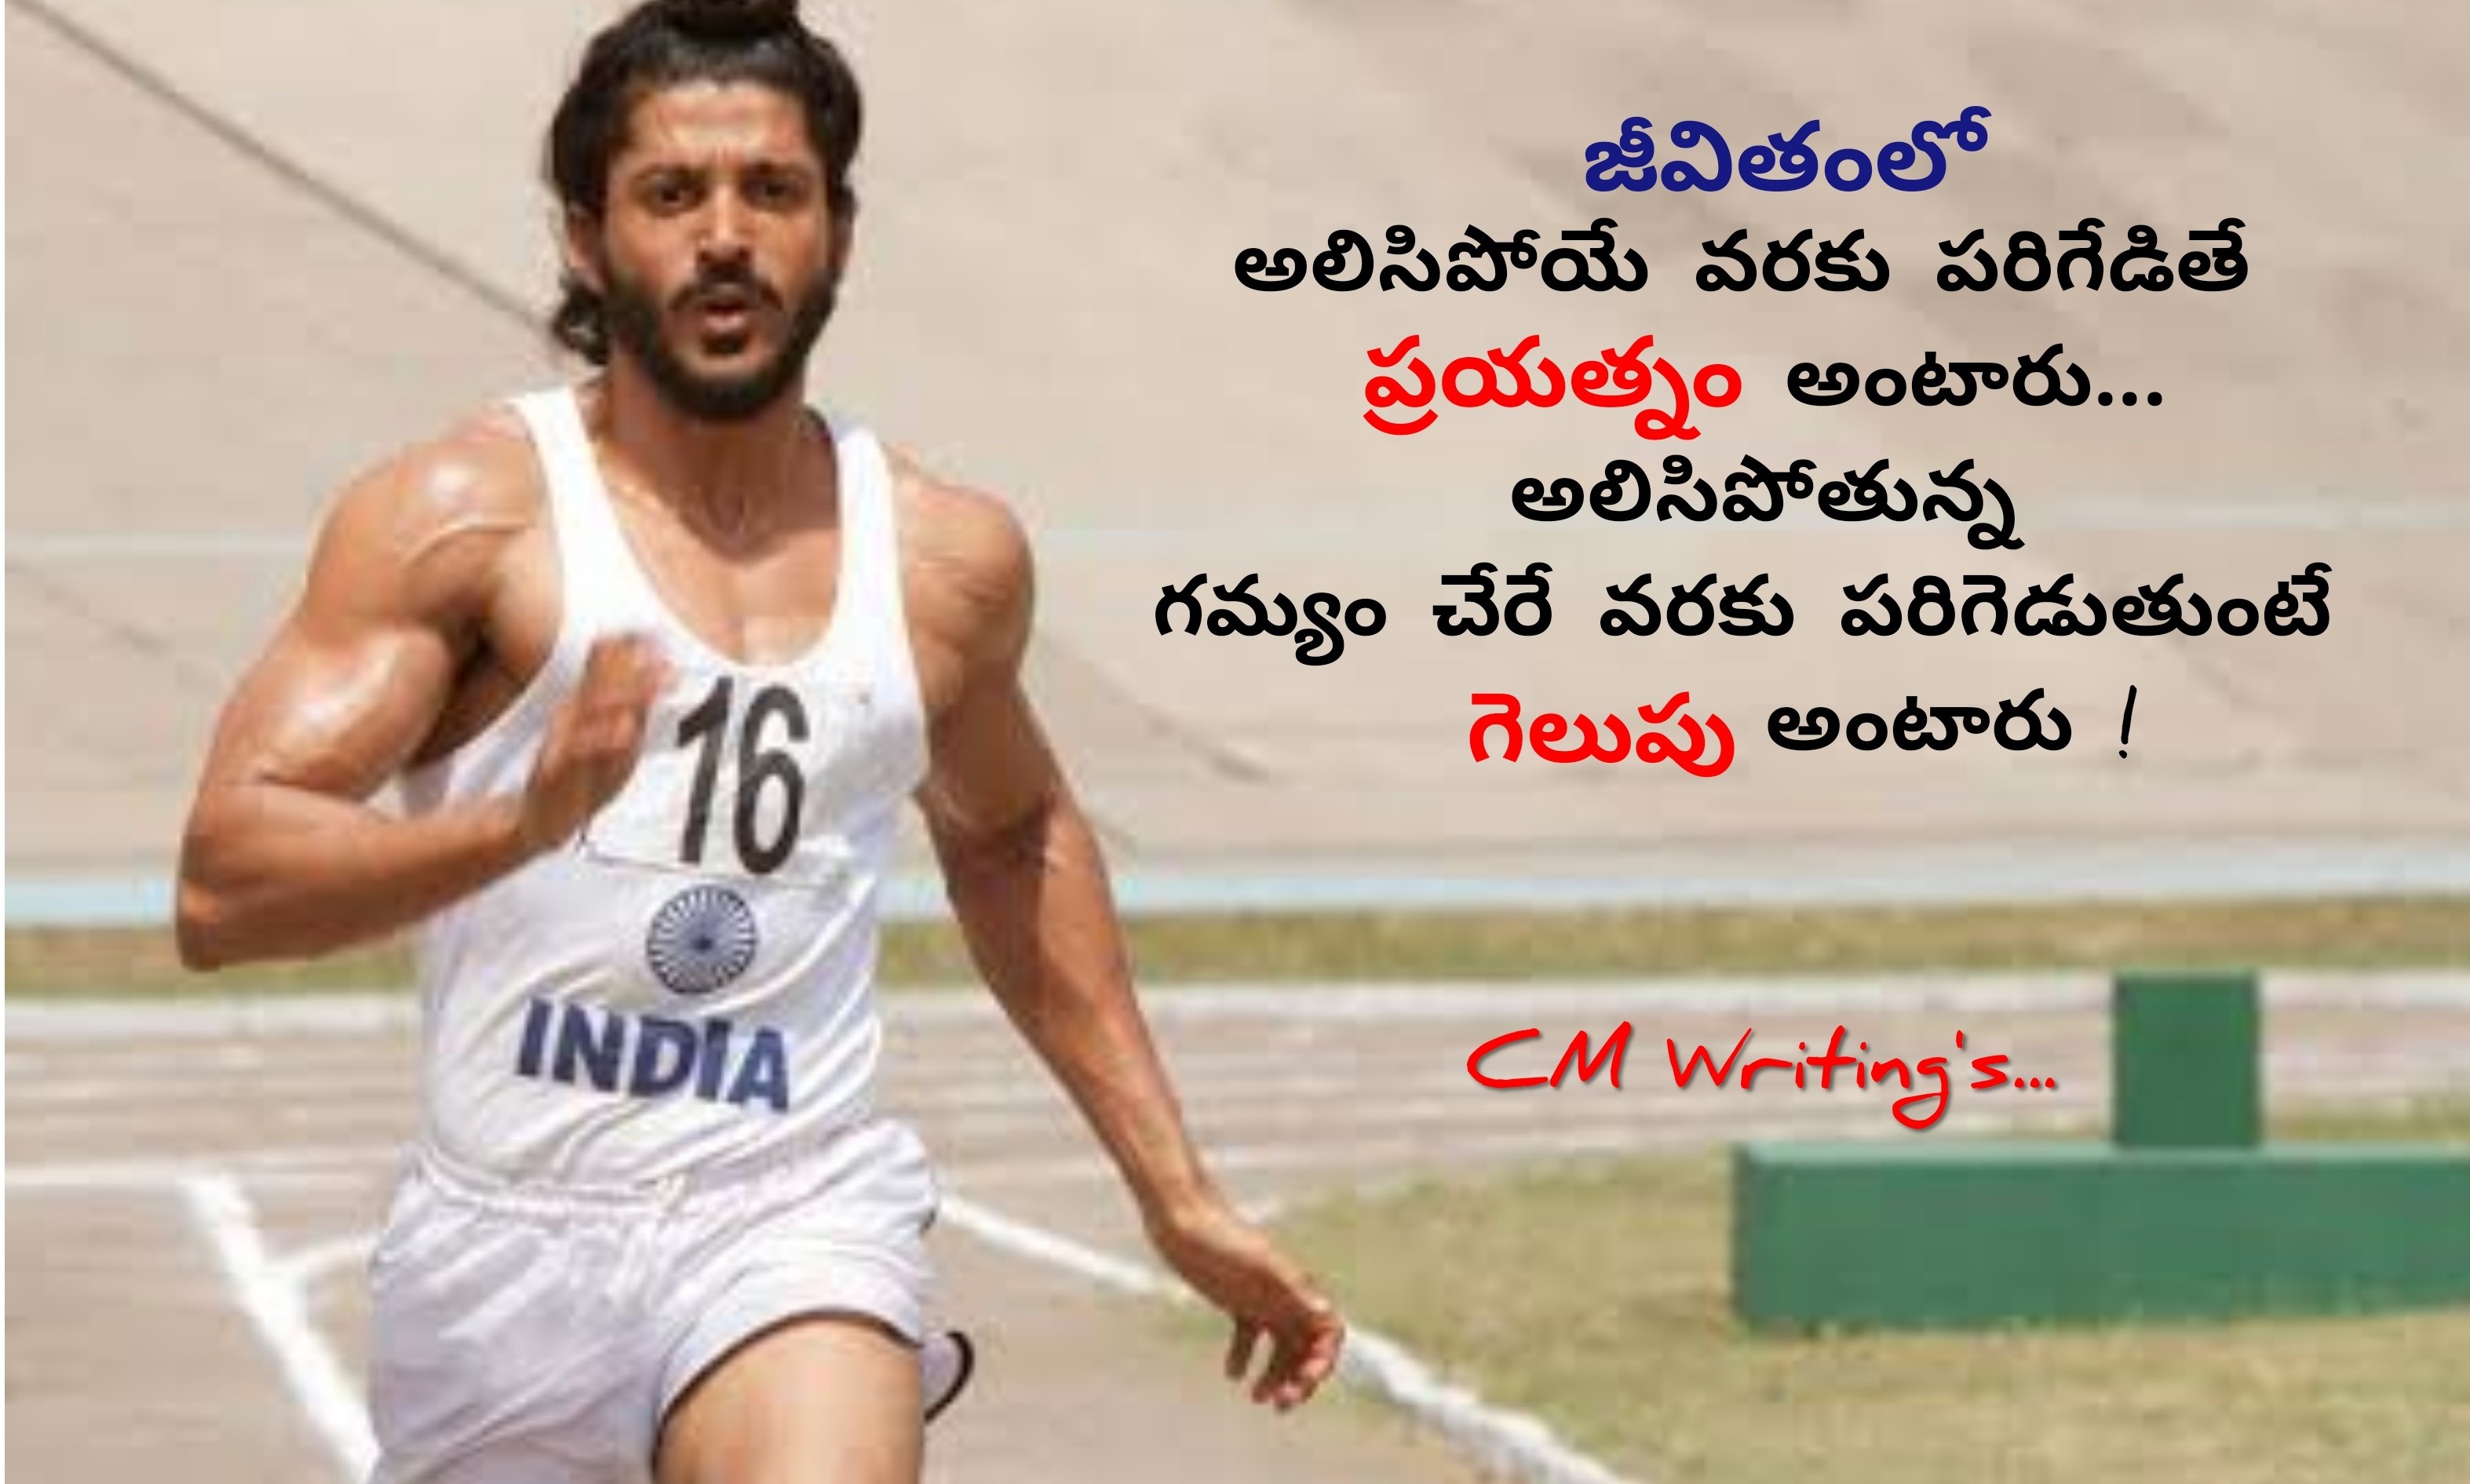 జీవితంలో
అలిసిపోయే వరకు పరిగేడితే
ప్రయత్నం అంటారు...
అలిసిపోతున్న
గమ్యం చేరే వరకు పరిగెడుతుంటే
గెలుపు అంటారు !
16
INDIA
CM Writing's...